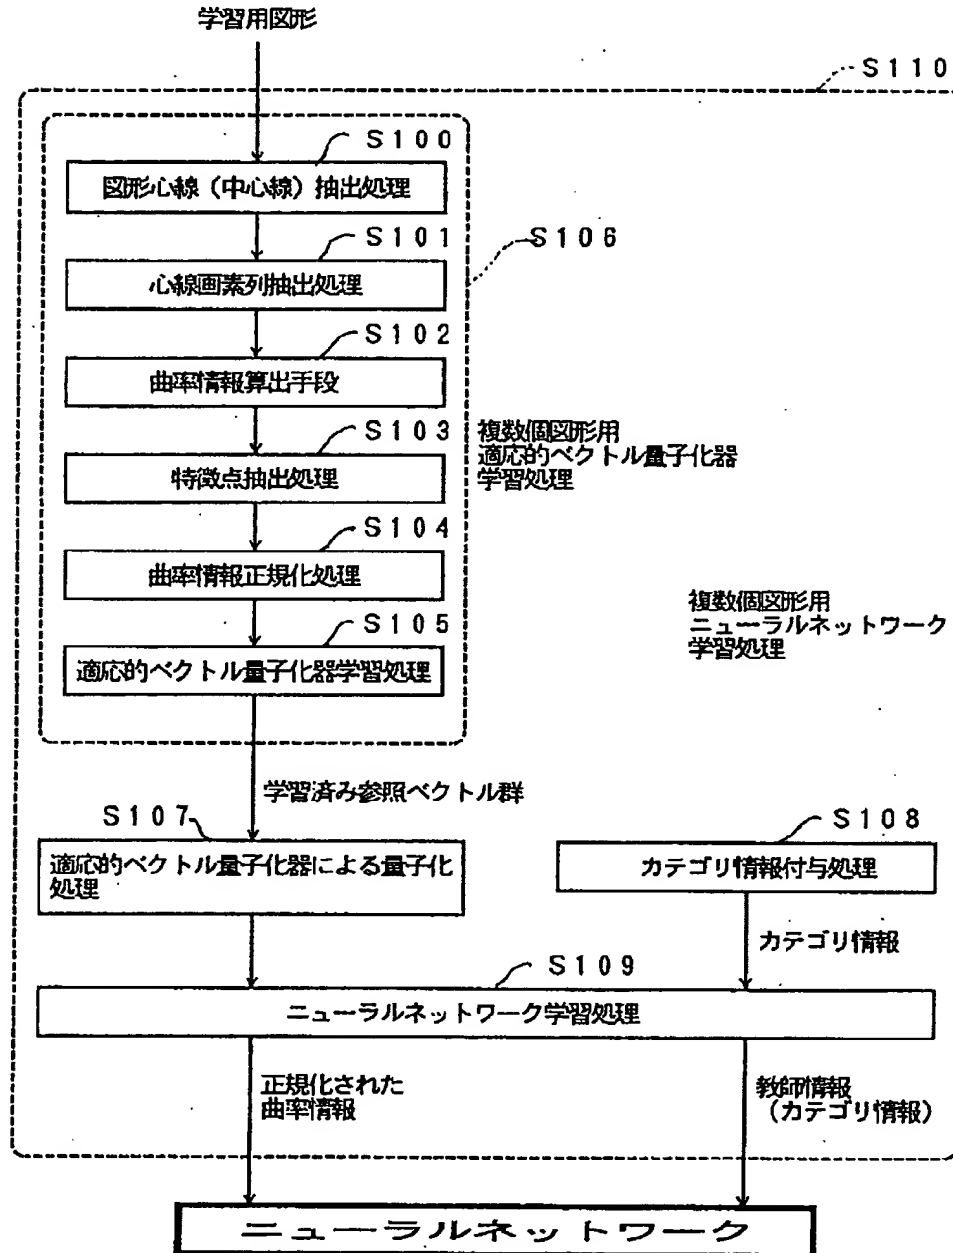 学習用図形
S110
S100
図形心線（中心線）抽出処理
S101
S106
心線画素列抽出処理
S102
曲率情報算出手段
S103
複数個図形用
適応的ベクトル量子化器
学習処理
特徴点抽出処理
S104
曲率情報正規化処理
複数個図形用
ニューラルネットワーク
学習処理
S105
適応的ベクトル量子化器学習処理
学習済み参照ベクトル群
S107
S108
適応的ベクトル量子化器による量子化
処理
カテゴリ情報付与処理
カテゴリ情報
S109
ニューラルネットワーク学習処理
正規化された
曲率情報
教師情報
（カテゴリ情報）
ニューラルネットワーク